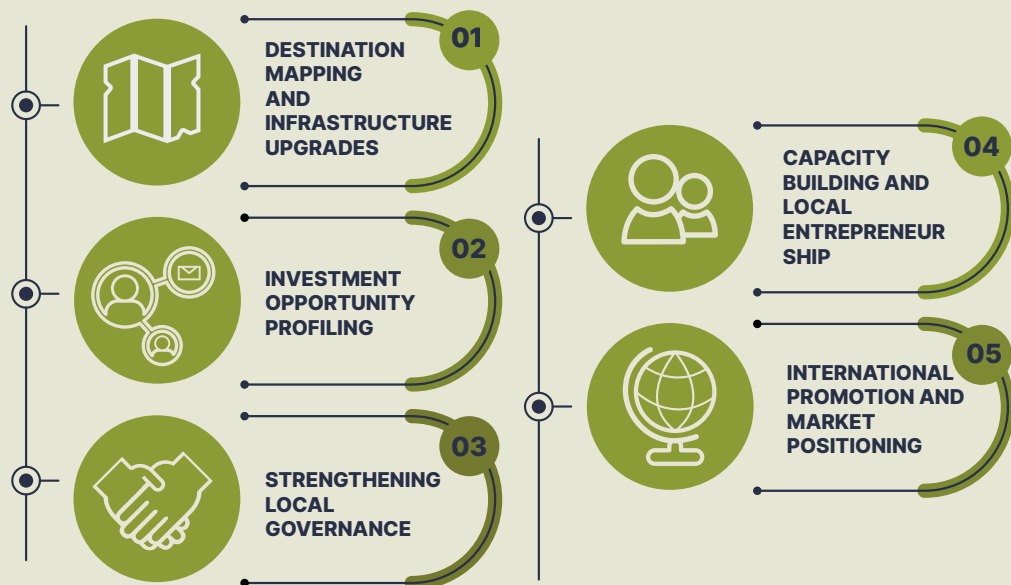 01
DESTINATION
MAPPING
AND
INFRASTRUCTURE
UPGRADES
02
INVESTMENT
OPPORTUNITY
PROFILING
03
STRENGTHENING
LOCAL
GOVERNANCE
04
CAPACITY
BUILDING AND
LOCAL
ENTREPRENEUR
SHIP
05
INTERNATIONAL
PROMOTION AND
MARKET
POSITIONING